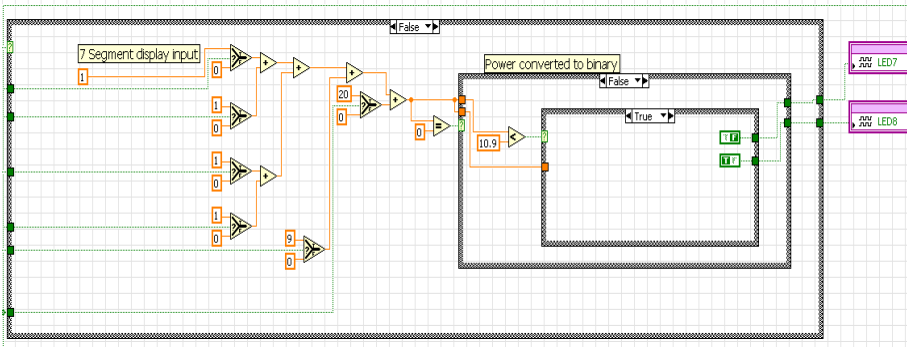 False
7 Segment display input
1
0
1
0
1
0
1
0
9
0
20
0
0
Power converted to binary
False
10.9
True
T F
T F
LED7
LED8